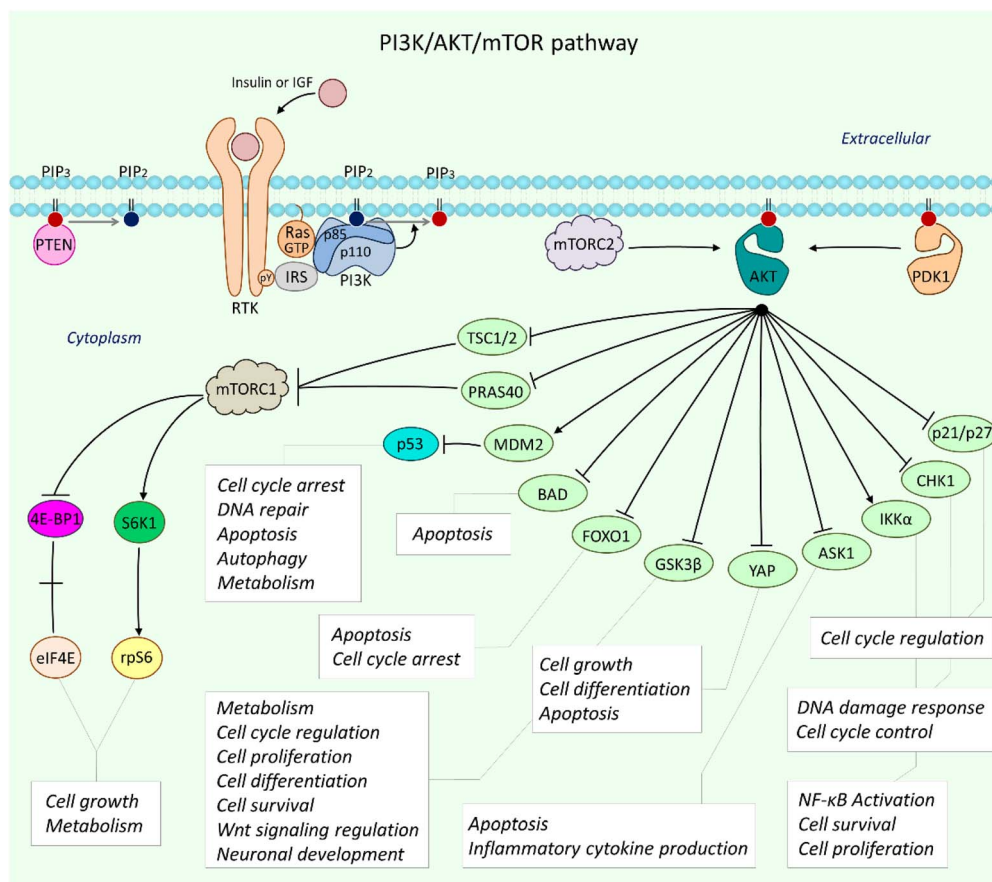 PI3K/AKT/mTOR pathway
Insulin or IGF
Extracellular
PIP₃
PIP₂
PIP₂
PIP₃
PTEN
Ras
GTP
p85
p110
PI3K
pY
IRS
RTK
mTORC2
AKT
PDK1
Cytoplasm
TSC1/2
mTORC1
PRAS40
p53
MDM2
p21/p27
BAD
CHK1
4E-BP1
S6K1
FOXO1
IKKα
GSK3β
YAP
ASK1
Cell cycle arrest
DNA repair
Apoptosis
Autophagy
Metabolism
Apoptosis
eIF4E
rpS6
Apoptosis
Cell cycle arrest
Cell growth
Cell differentiation
Apoptosis
Cell cycle regulation
DNA damage response
Cell cycle control
Metabolism
Cell cycle regulation
Cell proliferation
Cell differentiation
Cell survival
Wnt signaling regulation
Neuronal development
Cell growth
Metabolism
Apoptosis
Inflammatory cytokine production
NF-κB Activation
Cell survival
Cell proliferation